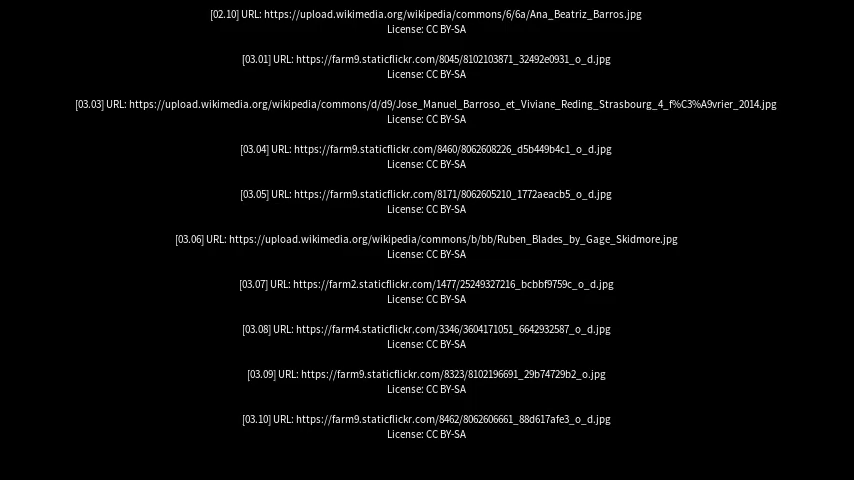 [02.10] URL: https://upload.wikimedia.org/wikipedia/commons/6/6a/Ana_Beatriz_Barros.jpg
License: CC BY-SA
[03.01] URL: https://farm9.staticflickr.com/8045/8102103871_32492e0931_o_d.jpg
License: CC BY-SA
[03.03] URL: https://upload.wikimedia.org/wikipedia/commons/d/d9/Jose_Manuel_Barroso_et_Viviane_Reding_Strasbourg_4_f%C3%A9vrier_2014.jpg
License: CC BY-SA
[03.04] URL: https://farm9.staticflickr.com/8460/8062608226_d5b449b4c1_o_d.jpg
License: CC BY-SA
[03.05] URL: https://farm9.staticflickr.com/8171/8062605210_1772aeacb5_o_d.jpg
License: CC BY-SA
[03.06] URL: https://upload.wikimedia.org/wikipedia/commons/b/bb/Ruben_Blades_by_Gage_Skidmore.jpg
License: CC BY-SA
[03.07] URL: https://farm2.staticflickr.com/1477/25249327216_bcbbf9759c_o_d.jpg
License: CC BY-SA
[03.08] URL: https://farm4.staticflickr.com/3346/3604171051_6642932587_o_d.jpg
License: CC BY-SA
[03.09] URL: https://farm9.staticflickr.com/8323/8102196691_29b74729b2_o.jpg
License: CC BY-SA
[03.10] URL: https://farm9.staticflickr.com/8462/8062606661_88d617afe3_o_d.jpg
License: CC BY-SA